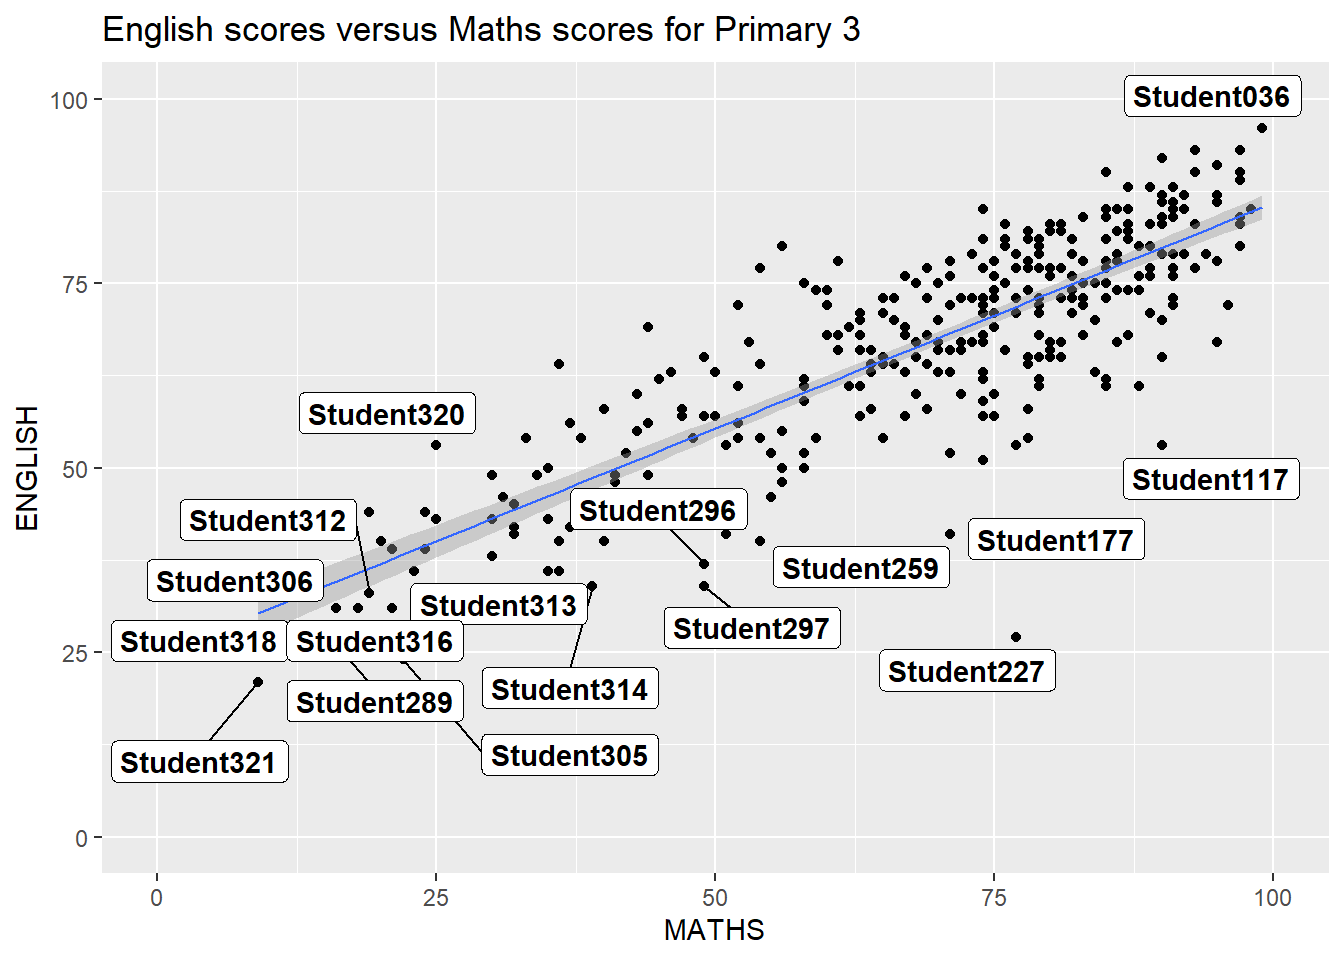 English scores versus Maths scores for Primary 3
ENGLISH
100
75
50
25
0
Student036
Student320
Student117
Student296
Student312
Student177
Student259
Student306
Student313
Student297
Student318
Student316
Student227
Student314
Student289
Student305
Student321
0
25
50
75
100
MATHS